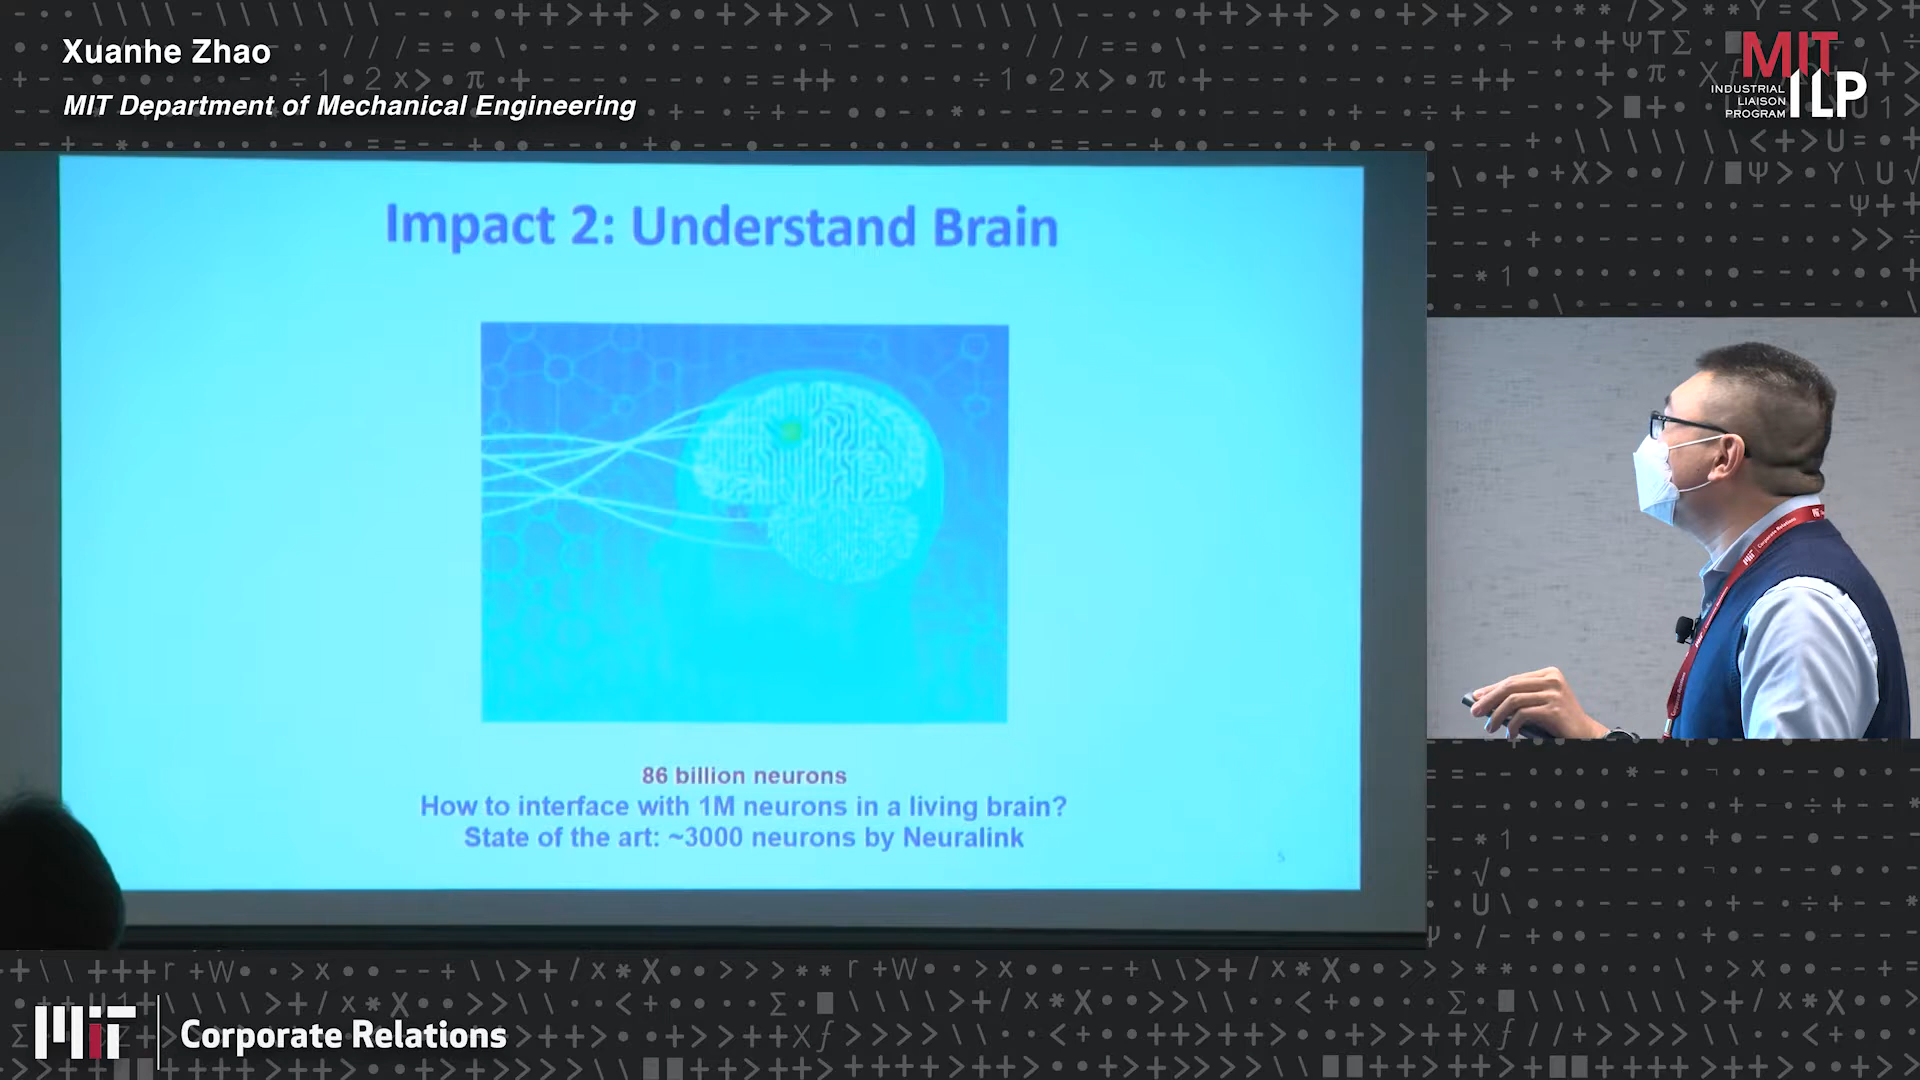 Xuanhe Zhao
MIT Department of Mechanical Engineering
MIT
ILP
INDUSTRIAL
LIAISON
PROGRAM
Impact 2: Understand Brain
86 billion neurons
How to interface with 1M neurons in a living brain?
State of the art: ~3000 neurons by Neuralink
5
MIT
Corporate Relations